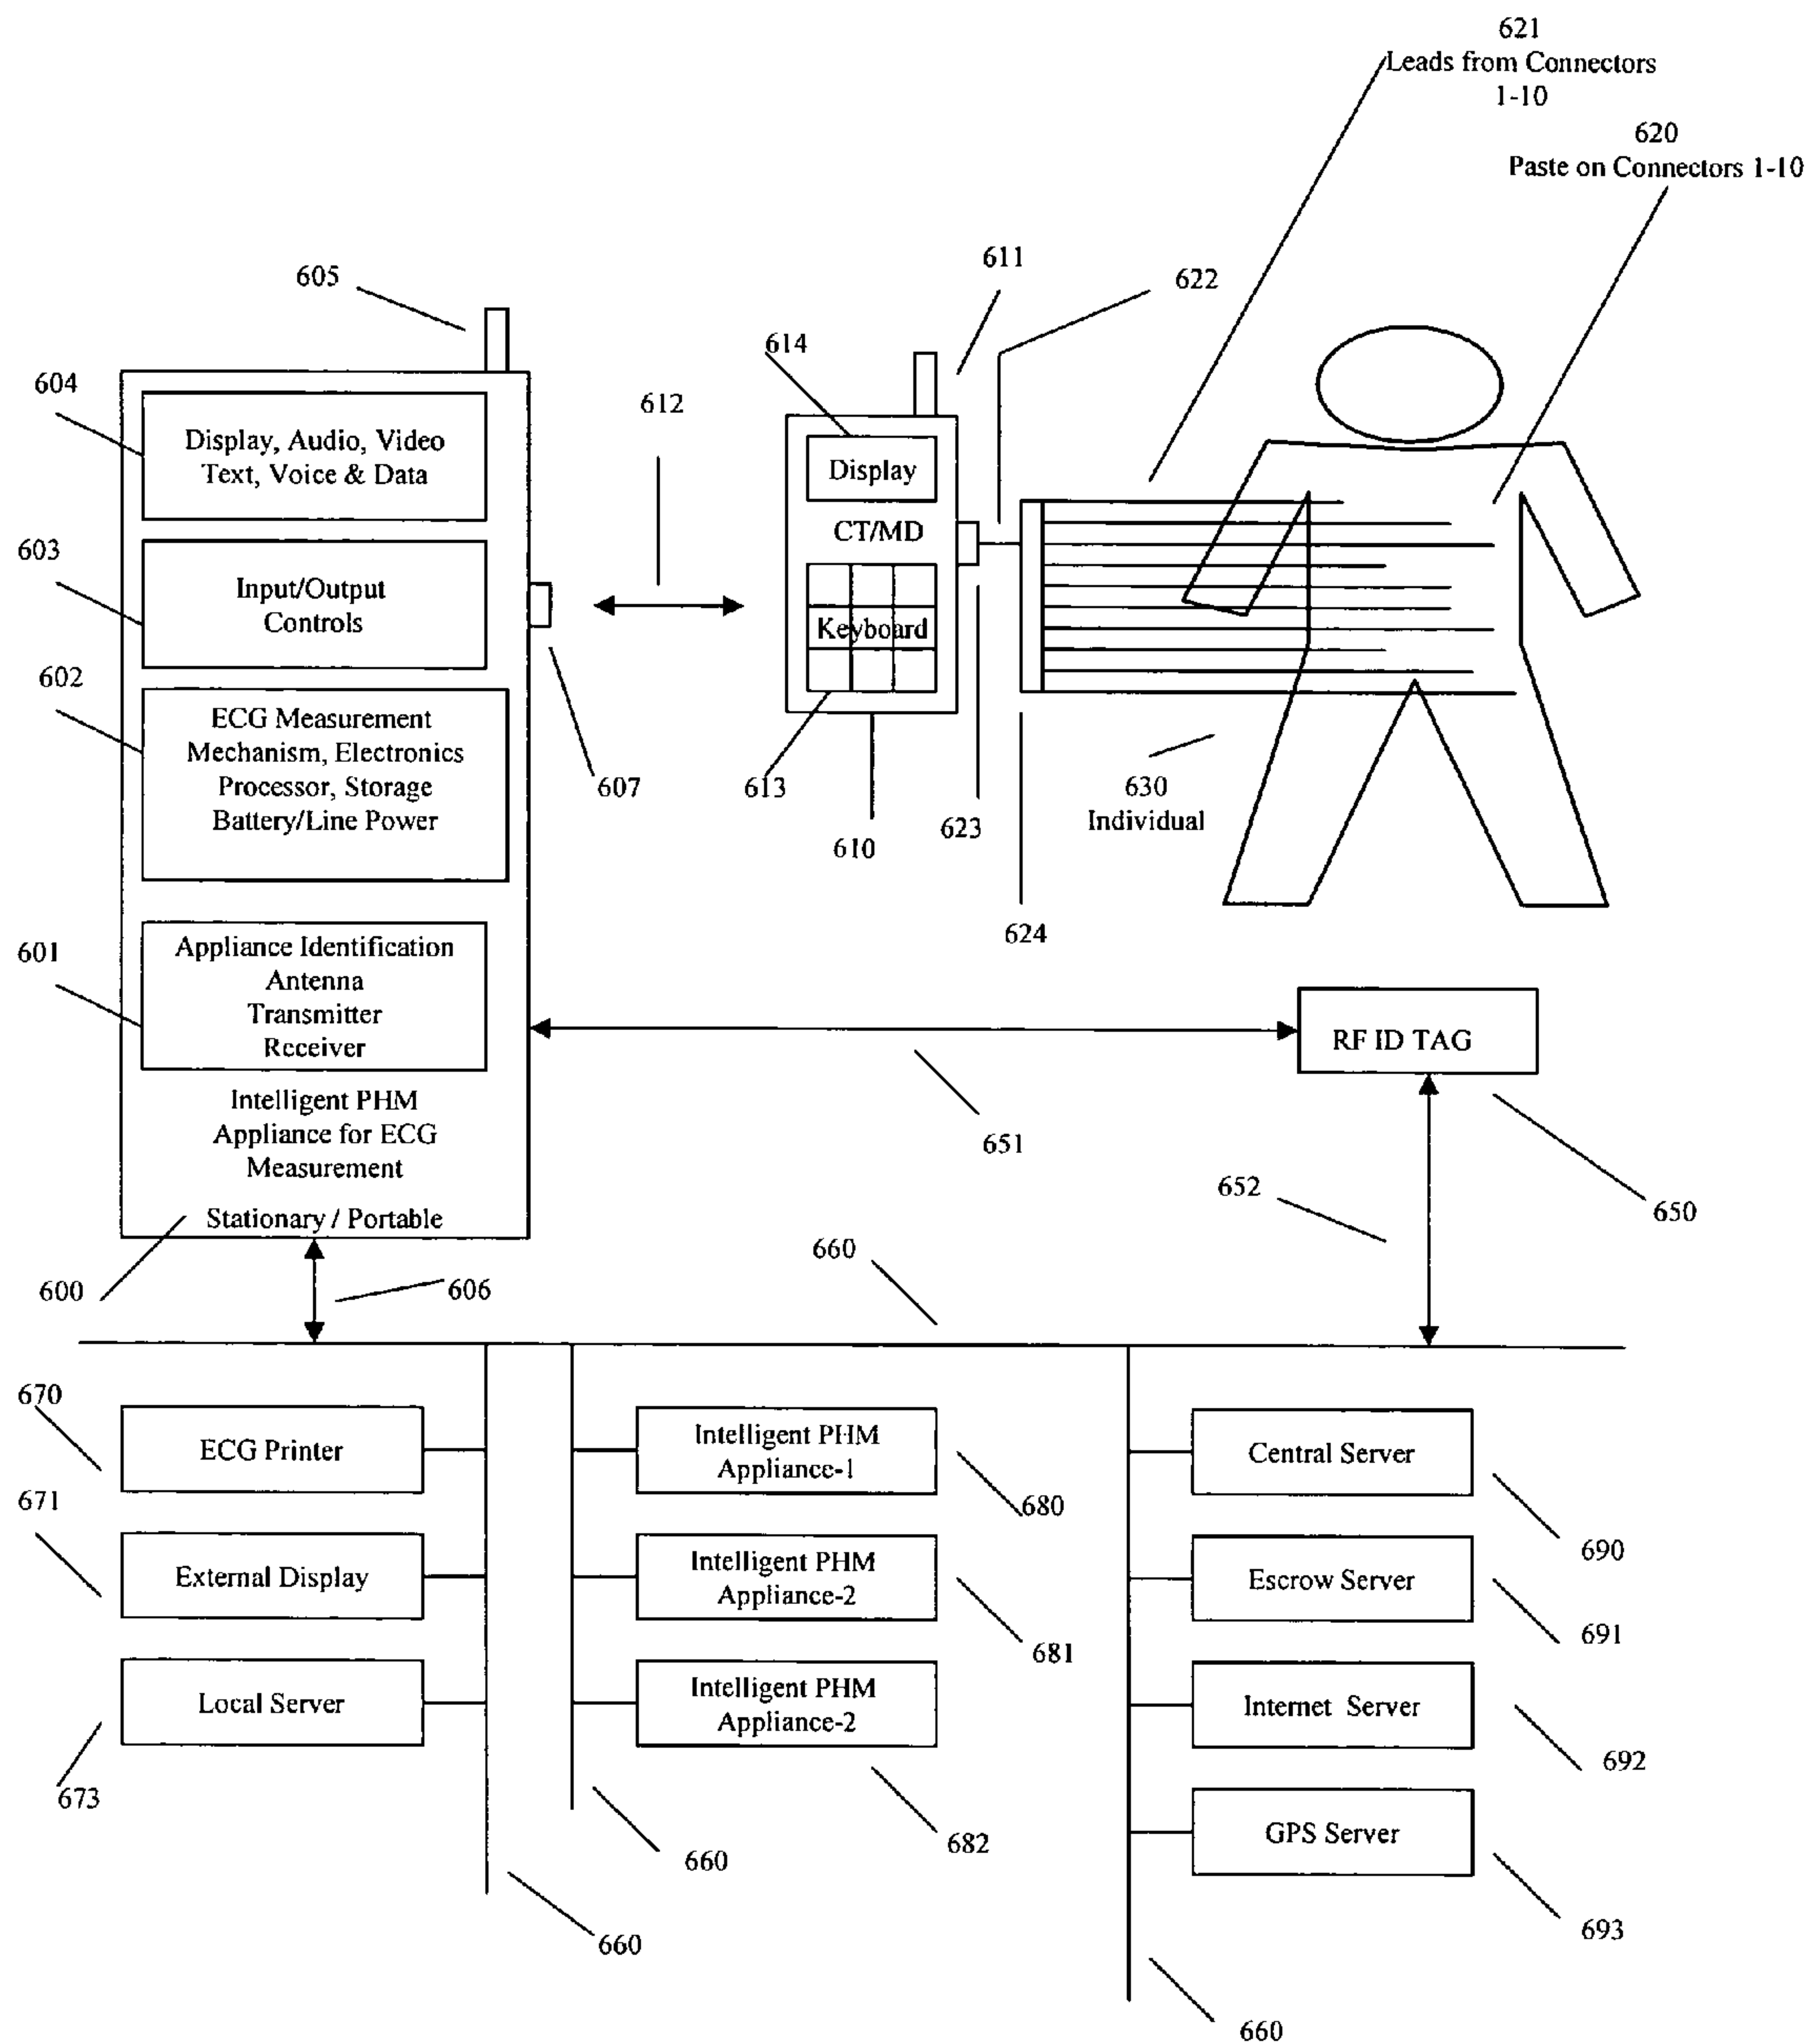 621
Leads from Connectors
1-10
620
Paste on Connectors 1-10
605
611
622
604
Display, Audio, Video
Text, Voice & Data
612
614
Display
CT/MD
603
Input/Output
Controls
Keyboard
602
ECG Measurement
Mechanism, Electronics
Processor, Storage
Battery/Line Power
607
613
610
623
624
630
Individual
601
Appliance Identification
Antenna
Transmitter
Receiver
RF ID TAG
Intelligent PHM
Appliance for ECG
Measurement
651
652
650
Stationary / Portable
600
606
660
670
ECG Printer
Intelligent PHM
Appliance-1
680
Central Server
690
671
External Display
Intelligent PHM
Appliance-2
681
Escrow Server
691
Local Server
673
Intelligent PHM
Appliance-2
682
Internet Server
692
GPS Server
693
660
660
660